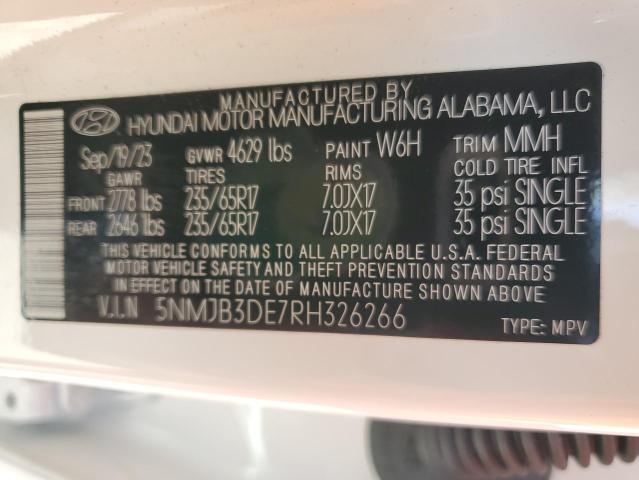 MANUFACTURED BY
HYUNDAI MOTOR MANUFACTURING ALABAMA, LLC
Sep/19/23 GVWR 4629 lbs PAINT W6H TRIM MMH
GAWR TIRES RIMS COLD TIRE INFL
FRONT 2778 lbs 235/65R17 7.0JX17 35 psi SINGLE
REAR 2646 lbs 235/65R17 7.0JX17 35 psi SINGLE
THIS VEHICLE CONFORMS TO ALL APPLICABLE U.S.A. FEDERAL
MOTOR VEHICLE SAFETY AND THEFT PREVENTION STANDARDS
IN EFFECT ON THE DATE OF MANUFACTURE SHOWN ABOVE
V.I.N 5NMJB3DE7RH326266 TYPE: MPV